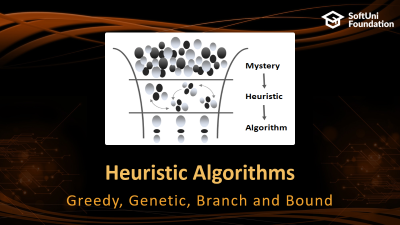 SoftUni
Foundation
Mystery
Heuristic
Algorithm
Heuristic Algorithms
Greedy, Genetic, Branch and Bound